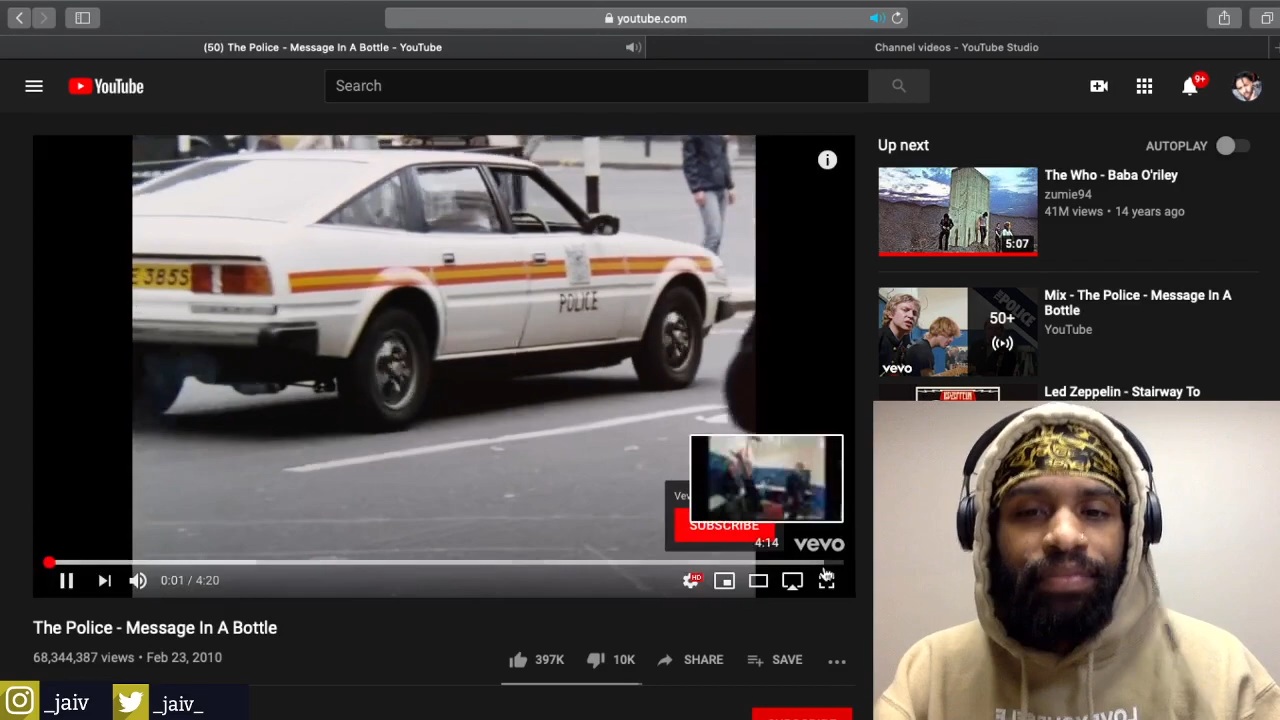 youtube.com
(50) The Police - Message In A Bottle - YouTube
Channel videos - YouTube Studio
YouTube
Search
9+
Up next
AUTOPLAY
The Who - Baba O'riley
zumie94
41M views • 14 years ago
5:07
E 385S
POLICE
Mix - The Police - Message In A
Bottle
YouTube
50+
vevo
Led Zeppelin - Stairway To
Vev
SUBSCRIBE
4:14
vevo
0:01 / 4:20
HD
The Police - Message In A Bottle
68,344,387 views • Feb 23, 2010
397K
10K
SHARE
SAVE
_jaiv
_jaiv_